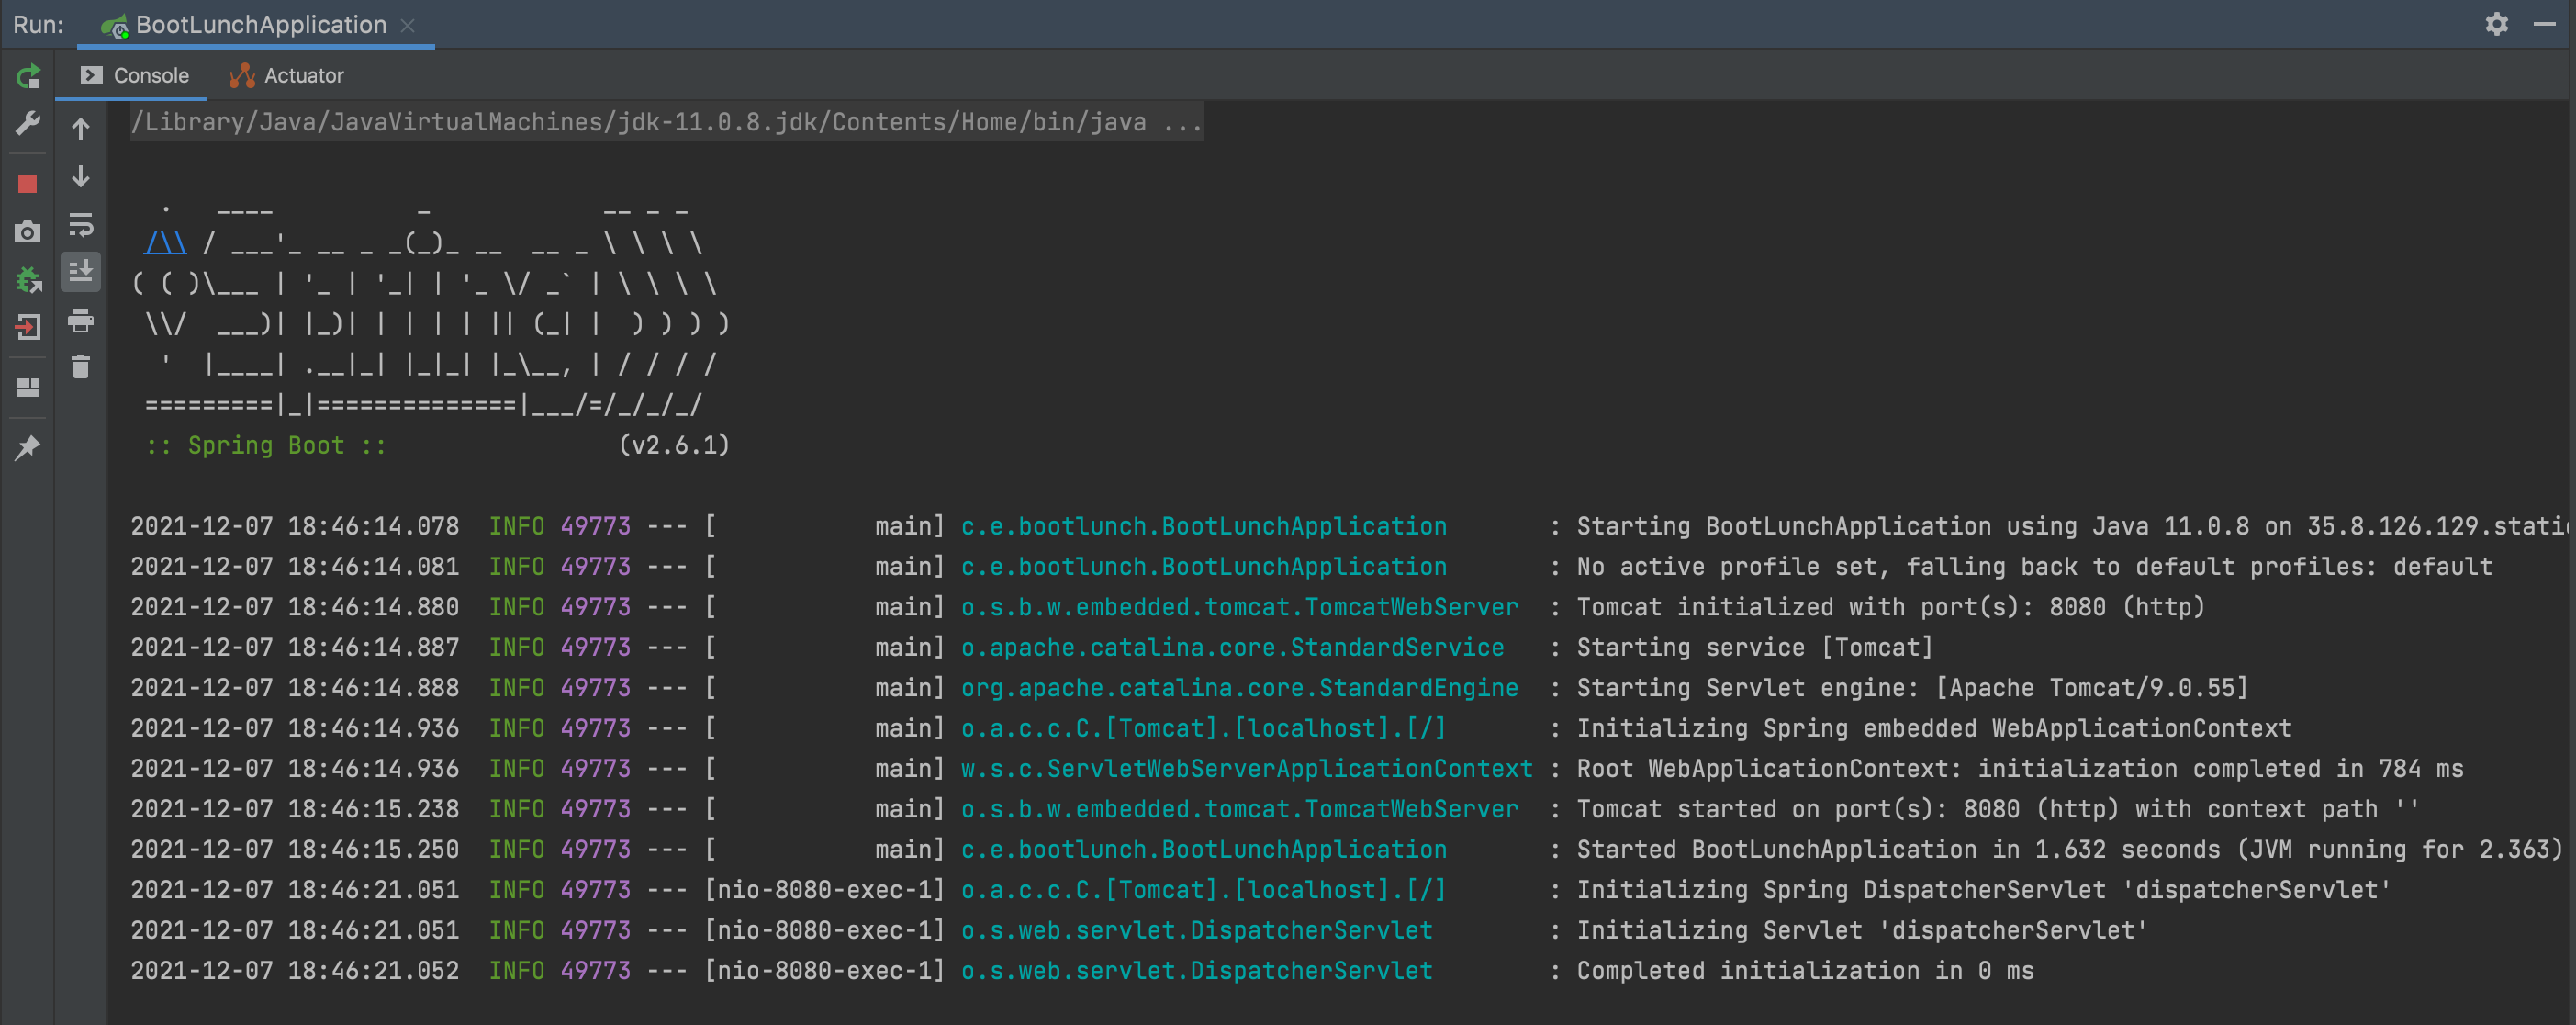 Run: BootLunchApplication
Console Actuator
/Library/Java/JavaVirtualMachines/jdk-11.0.8.jdk/Contents/Home/bin/java ...
  .   ____          _            __ _ _
 /\\ / ___'_ __ _ _(_)_ __  __ _ \ \ \ \
( ( )\___ | '_ | '_| | '_ \/ _` | \ \ \ \
 \\/  ___)| |_)| | | | | || (_| |  ) ) ) )
  '  |____| .__|_| |_|_| |_\__, | / / / /
 =========|_|==============|___/=/_/_/_/
 :: Spring Boot ::                (v2.6.1)
2021-12-07 18:46:14.078  INFO 49773 --- [           main] c.e.bootlunch.BootLunchApplication       : Starting BootLunchApplication using Java 11.0.8 on 35.8.126.129.stati
2021-12-07 18:46:14.081  INFO 49773 --- [           main] c.e.bootlunch.BootLunchApplication       : No active profile set, falling back to default profiles: default
2021-12-07 18:46:14.880  INFO 49773 --- [           main] o.s.b.w.embedded.tomcat.TomcatWebServer  : Tomcat initialized with port(s): 8080 (http)
2021-12-07 18:46:14.887  INFO 49773 --- [           main] o.apache.catalina.core.StandardService   : Starting service [Tomcat]
2021-12-07 18:46:14.888  INFO 49773 --- [           main] org.apache.catalina.core.StandardEngine  : Starting Servlet engine: [Apache Tomcat/9.0.55]
2021-12-07 18:46:14.936  INFO 49773 --- [           main] o.a.c.c.C.[Tomcat].[localhost].[/]       : Initializing Spring embedded WebApplicationContext
2021-12-07 18:46:14.936  INFO 49773 --- [           main] w.s.c.ServletWebServerApplicationContext : Root WebApplicationContext: initialization completed in 784 ms
2021-12-07 18:46:15.238  INFO 49773 --- [           main] o.s.b.w.embedded.tomcat.TomcatWebServer  : Tomcat started on port(s): 8080 (http) with context path ''
2021-12-07 18:46:15.250  INFO 49773 --- [           main] c.e.bootlunch.BootLunchApplication       : Started BootLunchApplication in 1.632 seconds (JVM running for 2.363)
2021-12-07 18:46:21.051  INFO 49773 --- [nio-8080-exec-1] o.a.c.c.C.[Tomcat].[localhost].[/]       : Initializing Spring DispatcherServlet 'dispatcherServlet'
2021-12-07 18:46:21.051  INFO 49773 --- [nio-8080-exec-1] o.s.web.servlet.DispatcherServlet        : Initializing Servlet 'dispatcherServlet'
2021-12-07 18:46:21.052  INFO 49773 --- [nio-8080-exec-1] o.s.web.servlet.DispatcherServlet        : Completed initialization in 0 ms